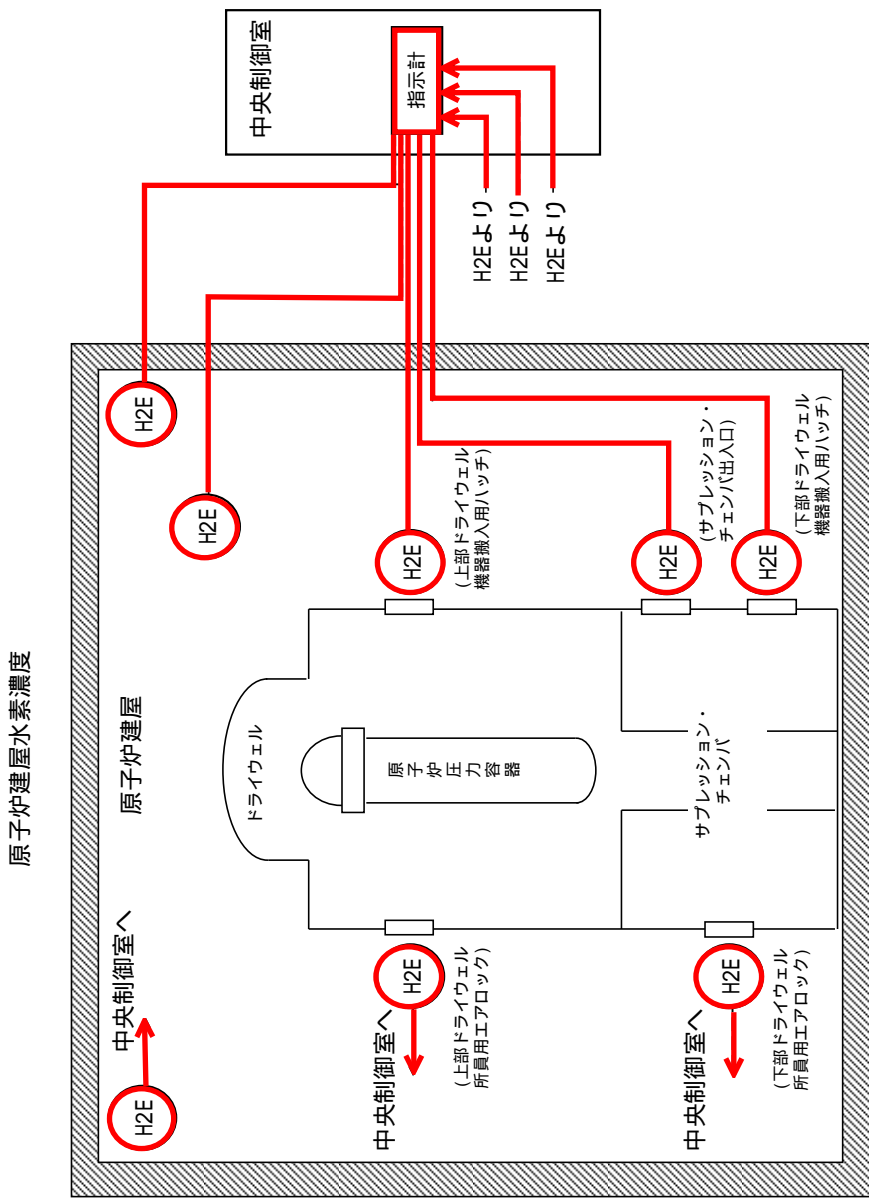 原子炉建屋水素濃度
中央制御室
指示計
H2Eより
H2Eより
H2Eより
原子炉建屋
中央制御室へ
H2E
H2E
H2E
ドライウェル
原子炉圧力容器
サプレッション・
チェンバ
H2E
(上部ドライウェル
機器搬入用ハッチ)
H2E
(サプレッション・
チェンバ出入口)
H2E
(下部ドライウェル
機器搬入用ハッチ)
中央制御室へ
H2E
(上部ドライウェル
所員用エアロック)
中央制御室へ
H2E
(下部ドライウェル
所員用エアロック)